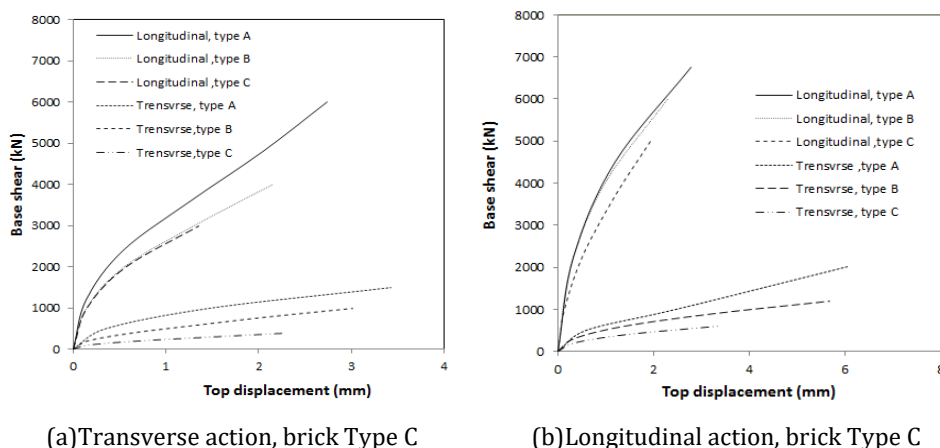 8000
7000
6000
5000
4000
3000
2000
1000
0
Base shear (kN)
Longitudinal, type A
Longitudinal, type B
Longitudinal ,type C
Trensvrse, type A
Trensvrse,type B
Trensvrse,type C
0 1 2 3 4
Top displacement (mm)
(a)Transverse action, brick Type C
8000
7000
6000
5000
4000
3000
2000
1000
0
Base shear (kN)
Longitudinal, type A
Longitudinal, type B
Longitudinal,type C
Trensvrse ,type A
Trensvrse, type B
Trensvrse, type C
0 2 4 6 8
Top displacement (mm)
(b)Longitudinal action, brick Type C